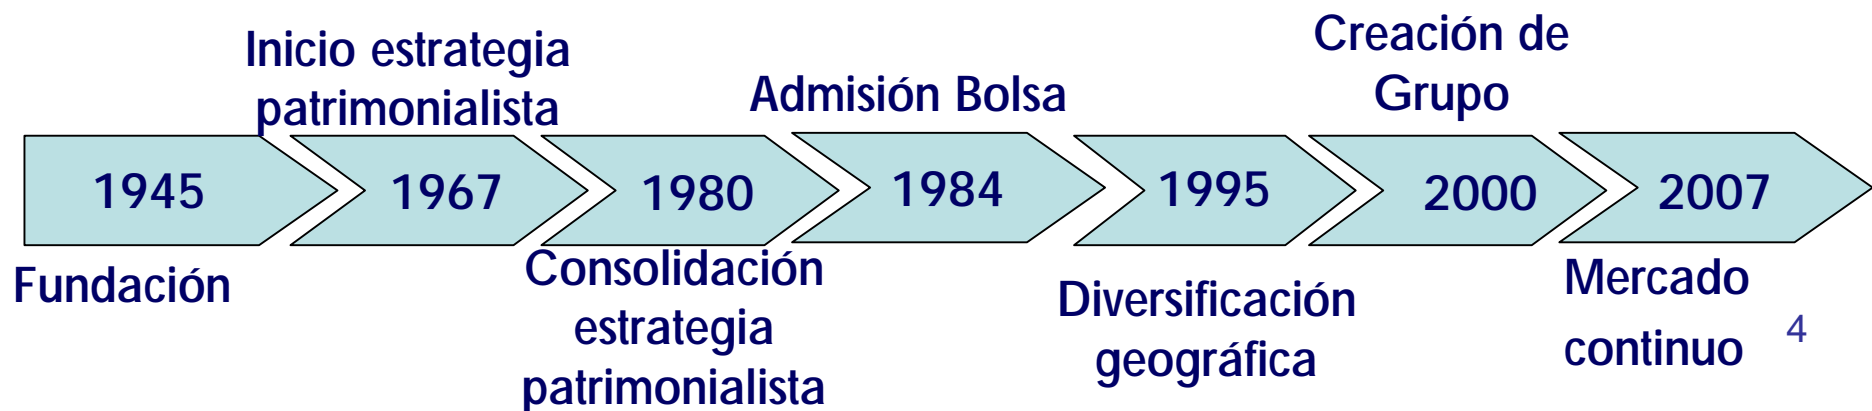 Inicio estrategia
patrimonialista
Admisión Bolsa
Creación de
Grupo
1945
1967
1980
1984
1995
2000
2007
Fundación
Consolidación
estrategia
patrimonialista
Diversificación
geográfica
Mercado
continuo
4